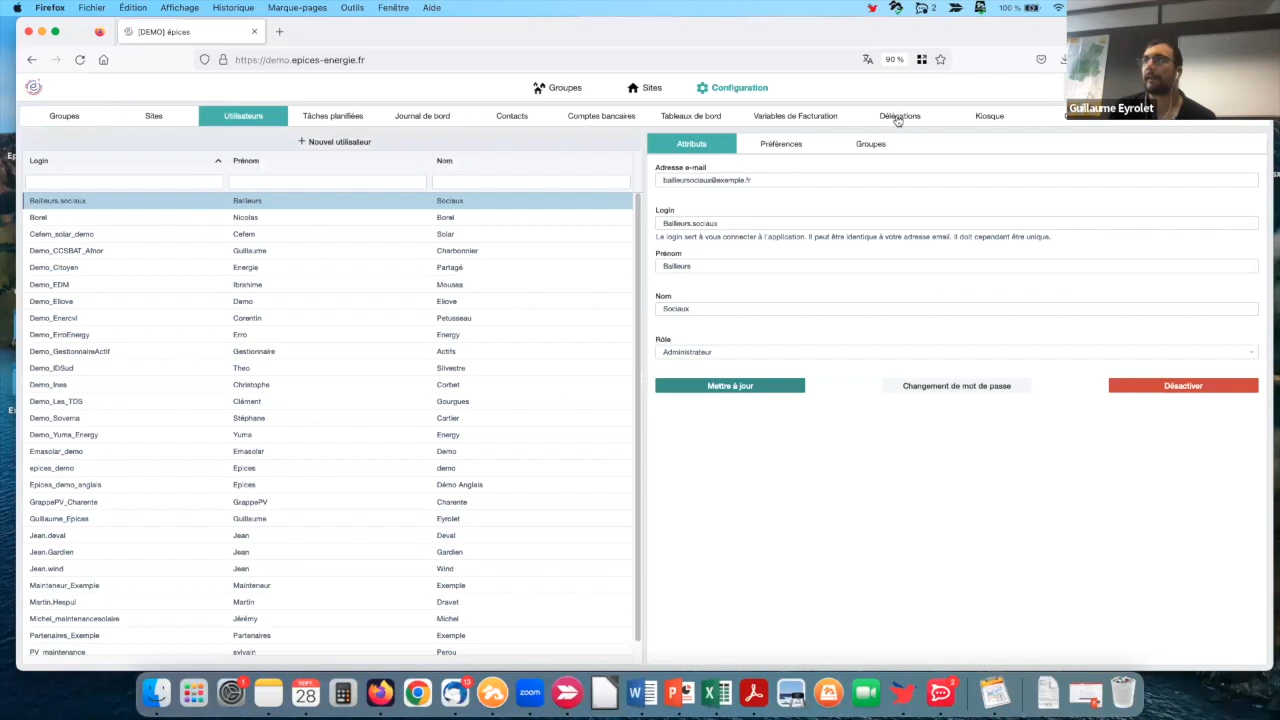 Firefox Fichier Édition Affichage Historique Marque-pages Outils Fenêtre Aide 2 100 %
[DEMO] épices
https://demo.epices-energie.fr 90 %
Groupes Sites Configuration
Guillaume Eyrolet
Groupes Sites Utilisateurs Tâches planifiées Journal de bord Contacts Comptes bancaires Tableaux de bord Variables de Facturation Délégations Kiosque
+ Nouvel utilisateur
Attributs Préférences Groupes
Login Prénom Nom
Bailleurs.sociaux Bailleurs Sociaux
Borel Nicolas Borel
Cefem_solar_demo Cefem Solar
Demo_CCSBAT_Afnor Guillaume Charbonnier
Demo_Citoyen Energie Partagé
Demo_EDM Ibrahime Moussa
Demo_Eliove Demo Eliove
Demo_Enercvl Corentin Petusseau
Demo_ErroEnergy Erro Energy
Demo_GestionnaireActif Gestionnaire Actifs
Demo_IDSud Theo Silvestre
Demo_Ines Christophe Corbet
Demo_Les_TDS Clément Gourgues
Demo_Sovema Stéphane Cartier
Demo_Yuma_Energy Yuma Energy
Emasolar_demo Emasolar Demo
epices_demo Epices demo
Epices_demo_anglais Epices Démo Anglais
GrappePV_Charente GrappePV Charente
Guillaume_Epices Guillaume Eyrolet
Jean.deval Jean Deval
Jean.Gardien Jean Gardien
Jean.wind Jean Wind
Mainteneur_Exemple Mainteneur Exemple
Martin.Hespul Martin Dravet
Michel_maintenancesolaire Jérémy Michel
Partenaires_Exemple Partenaires Exemple
PV_maintenance sylvain Perou
Adresse e-mail
bailleursociaux@exemple.fr
Login
Bailleurs.sociaux
Le login sert à vous connecter à l'application. Il peut être identique à votre adresse email. Il doit cependant être unique.
Prénom
Bailleurs
Nom
Sociaux
Rôle
Administrateur
Mettre à jour Changement de mot de passe Désactiver
1 SEPT. 28 13 zoom 2